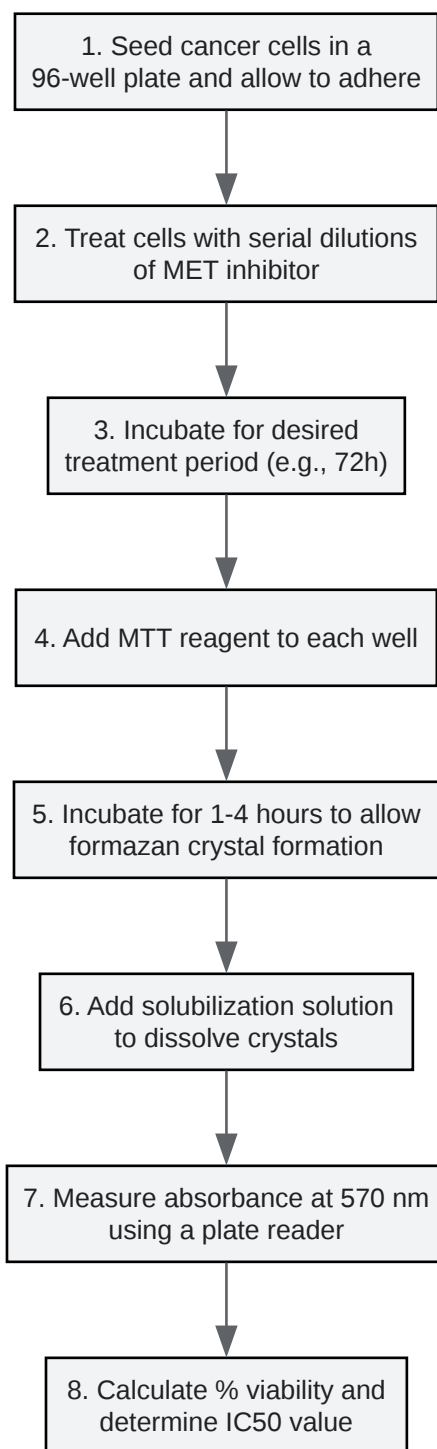 1. Seed cancer cells in a
96-well plate and allow to adhere
2. Treat cells with serial dilutions
of MET inhibitor
3. Incubate for desired
treatment period (e.g., 72h)
4. Add MTT reagent to each well
5. Incubate for 1-4 hours to allow
formazan crystal formation
6. Add solubilization solution
to dissolve crystals
7. Measure absorbance at 570 nm
using a plate reader
8. Calculate % viability and
determine IC50 value